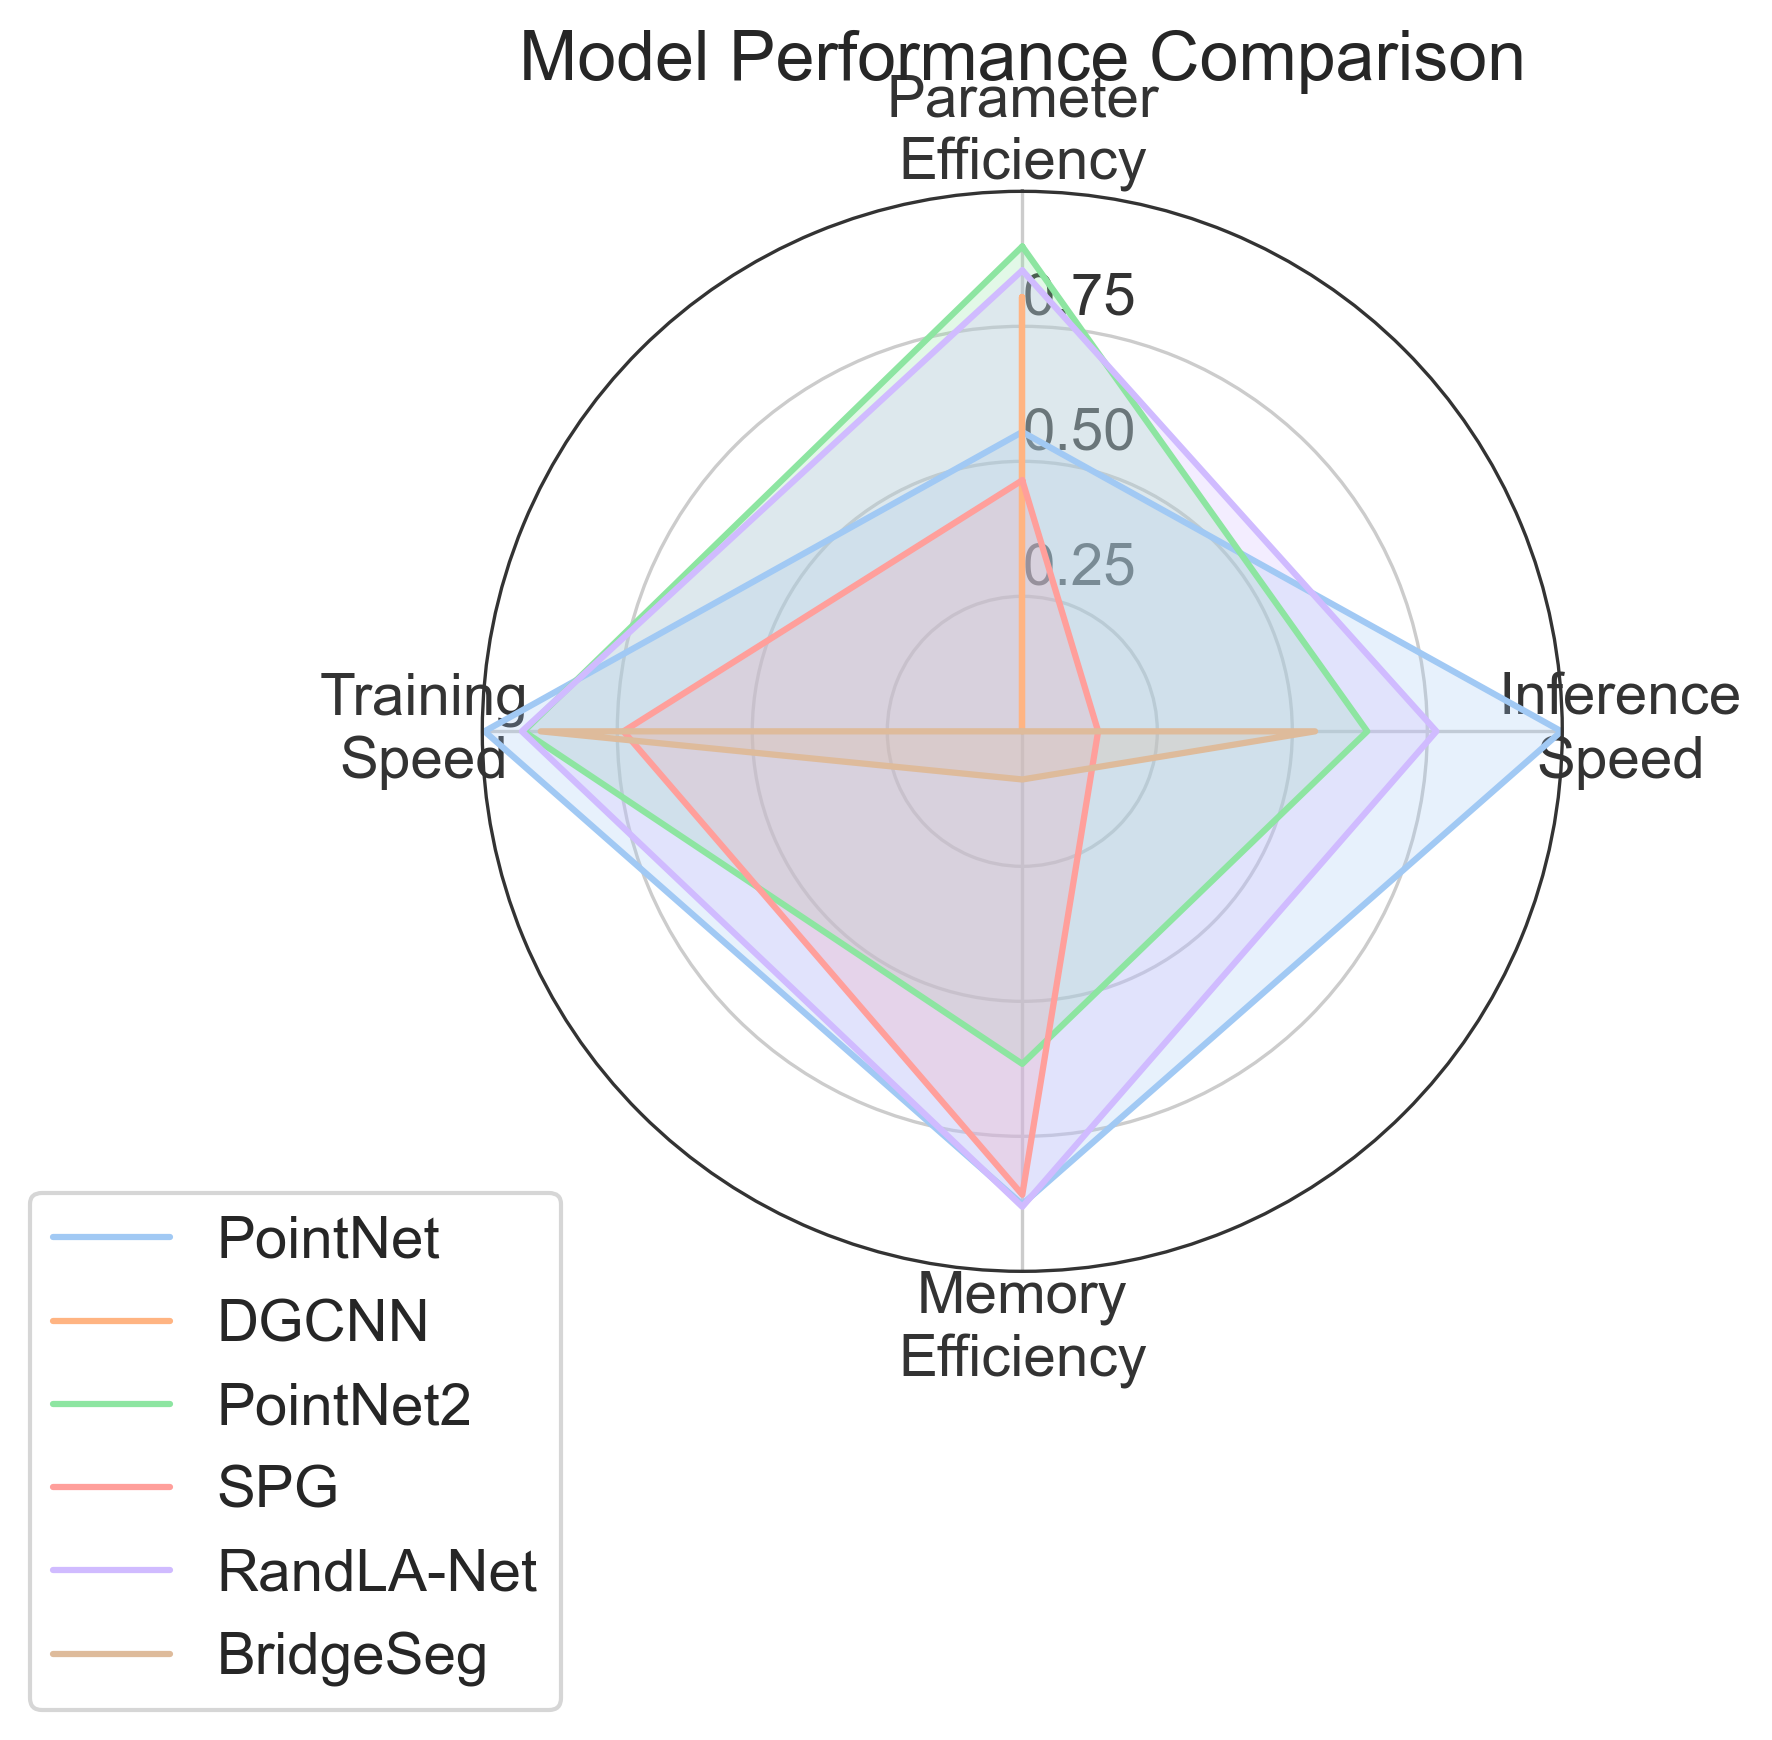 Model Performance Comparison
Parameter
Efficiency
0.75
0.50
0.25
Training
Speed
Inference
Speed
Memory
Efficiency
PointNet
DGCNN
PointNet2
SPG
RandLA-Net
BridgeSeg